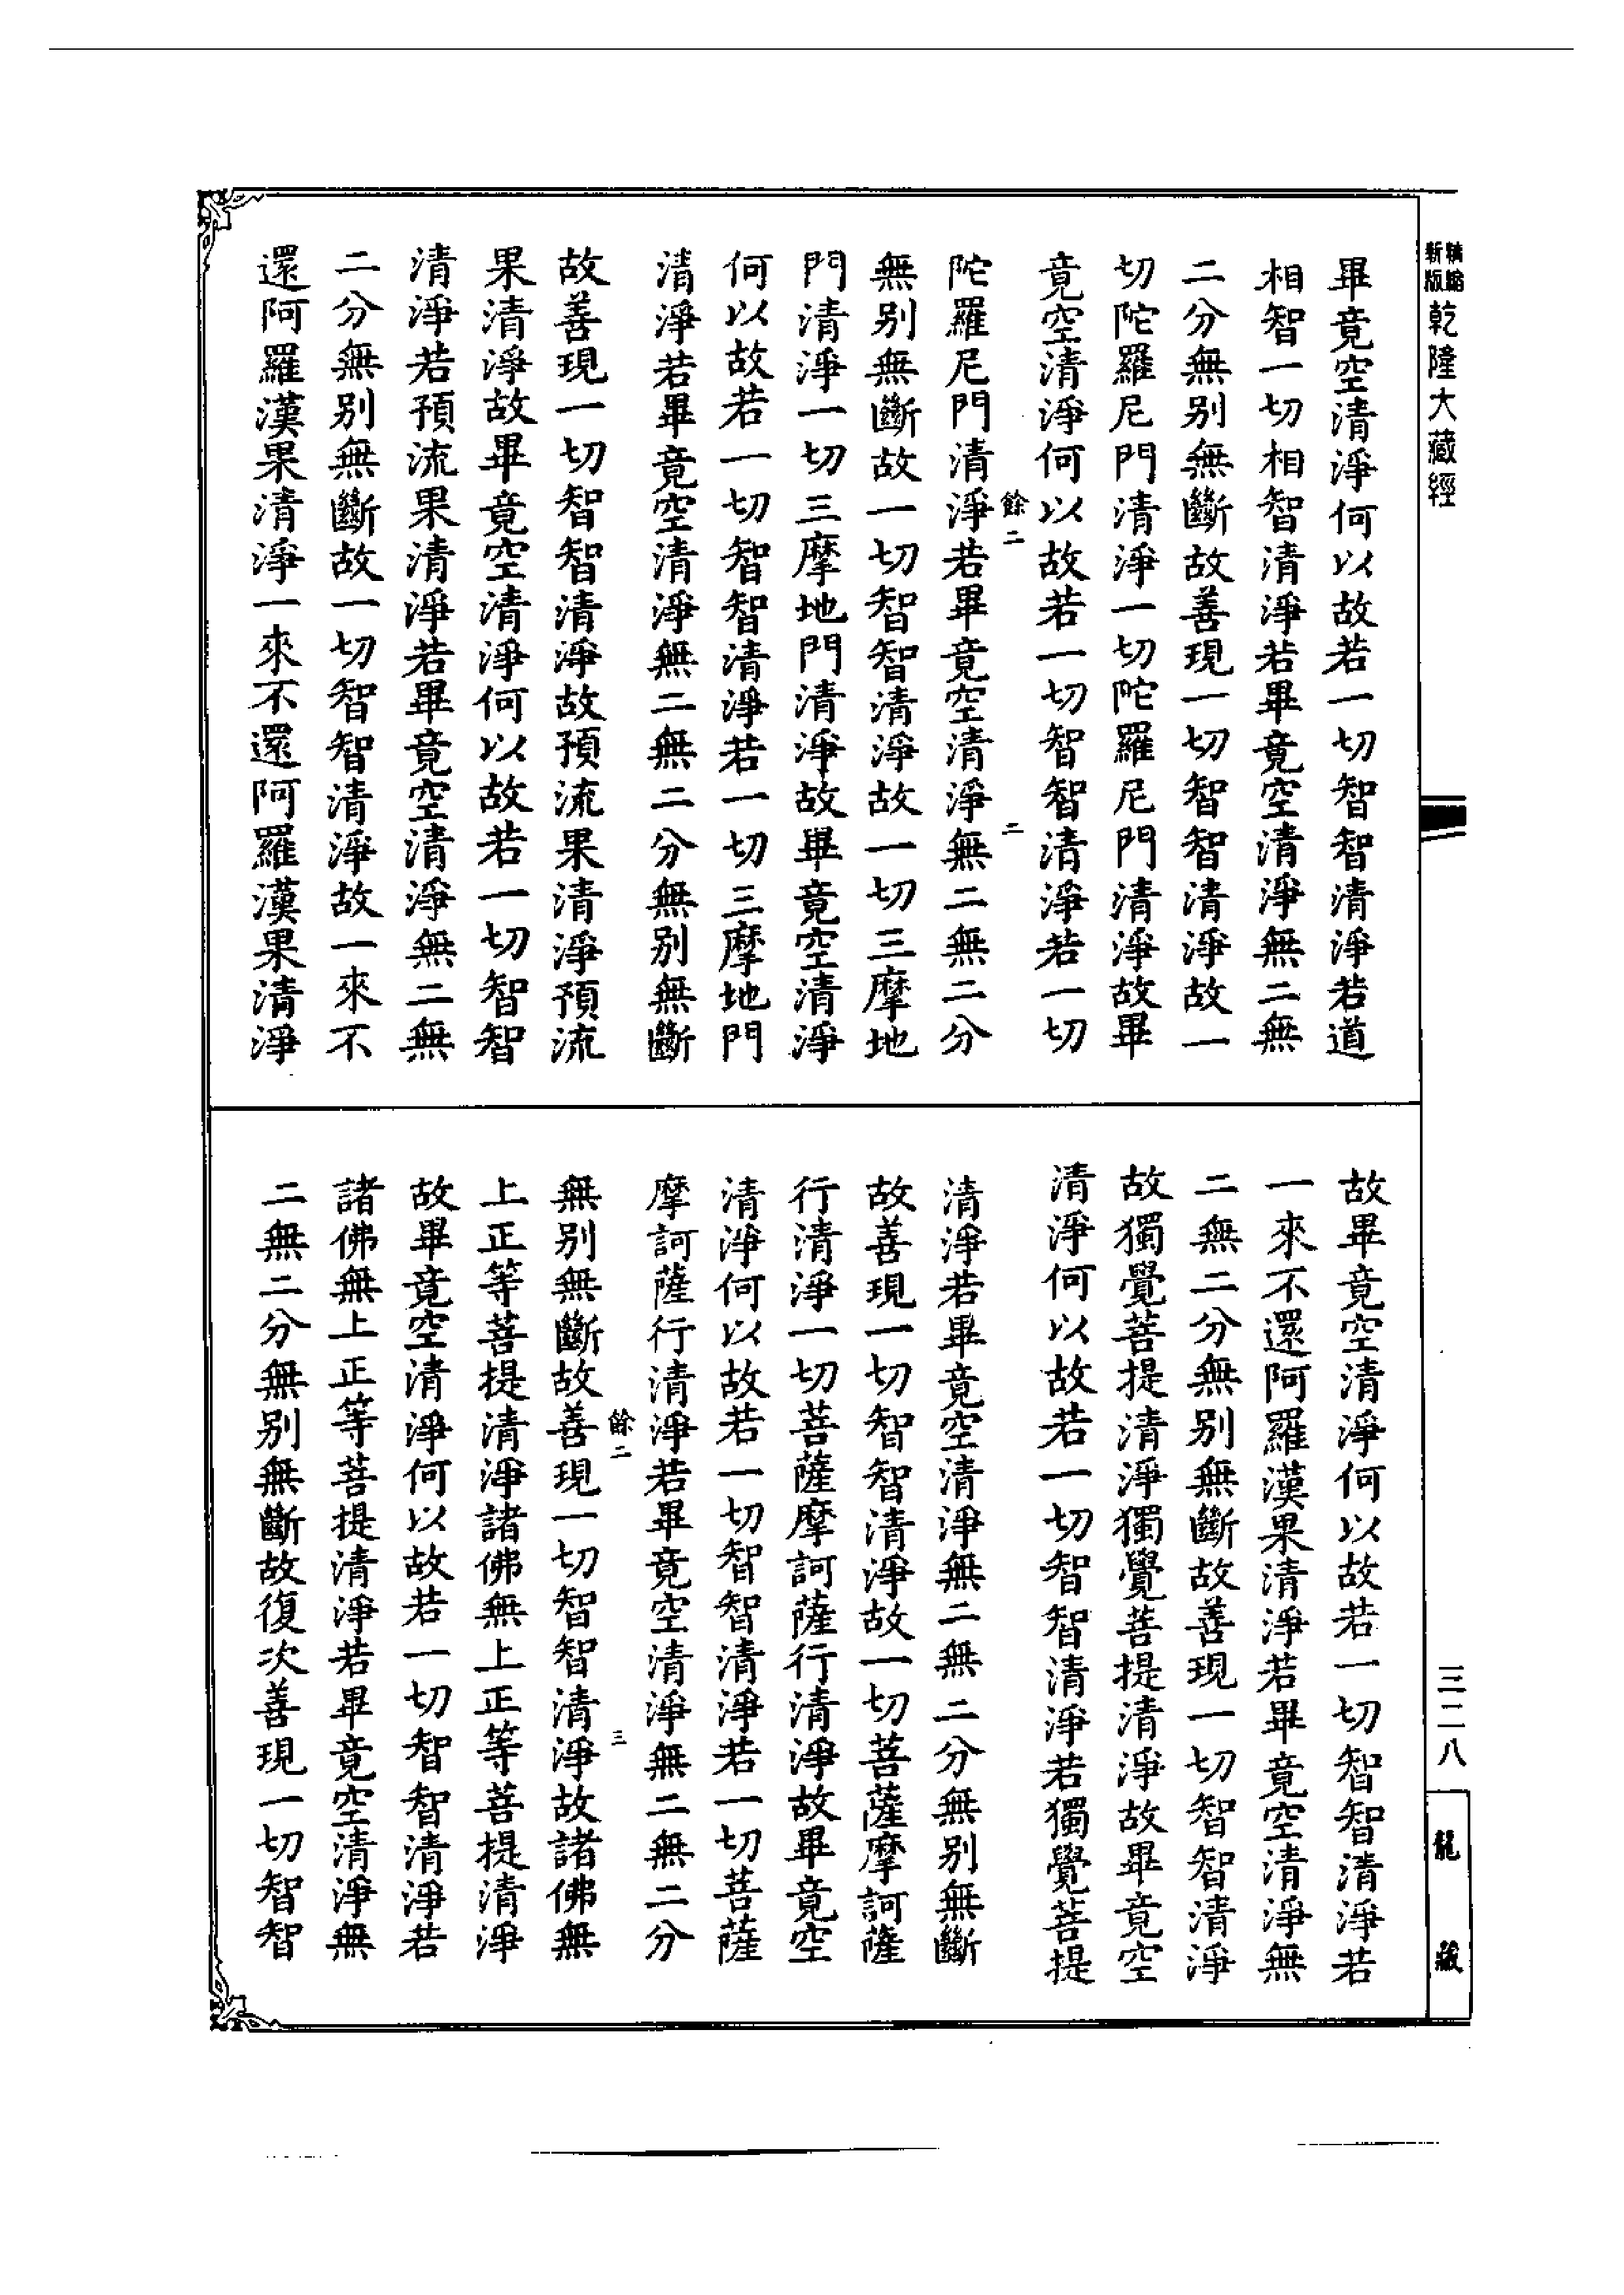 精縮新版乾隆大藏經
畢竟空清淨何以故若一切智智清淨若道
相智一切相智清淨若畢竟空清淨無二無
二分無别無斷故善現一切智智清淨故一
切陀羅尼門清淨一切陀羅尼門清淨故畢
竟空清淨何以故若一切智智清淨若一切
餘二 二
陀羅尼門清淨若畢竟空清淨無二無二分
無别無斷故一切智智清淨故一切三摩地
門清淨一切三摩地門清淨故畢竟空清淨
何以故若一切智智清淨若一切三摩地門
清淨若畢竟空清淨無二無二分無别無斷
故善現一切智智清淨故預流果清淨預流
果清淨故畢竟空清淨何以故若一切智智
清淨若預流果清淨若畢竟空清淨無二無
二分無别無斷故一切智智清淨故一來不
還阿羅漢果清淨一來不還阿羅漢果清淨
故畢竟空清淨何以故若一切智智清淨若
一來不還阿羅漢果清淨若畢竟空清淨無
二無二分無别無斷故善現一切智智清淨
故獨覺菩提清淨獨覺菩提清淨故畢竟空
清淨何以故若一切智智清淨若獨覺菩提
清淨若畢竟空清淨無二無二分無别無斷
故善現一切智智清淨故一切菩薩摩訶薩
行清淨一切菩薩摩訶薩行清淨故畢竟空
清淨何以故若一切智智清淨若一切菩薩
摩訶薩行清淨若畢竟空清淨無二無二分
餘二 三
無别無斷故善現一切智智清淨故諸佛無
上正等菩提清淨諸佛無上正等菩提清淨
故畢竟空清淨何以故若一切智智清淨若
諸佛無上正等菩提清淨若畢竟空清淨無
二無二分無别無斷故復次善現一切智智
三二八
龍藏